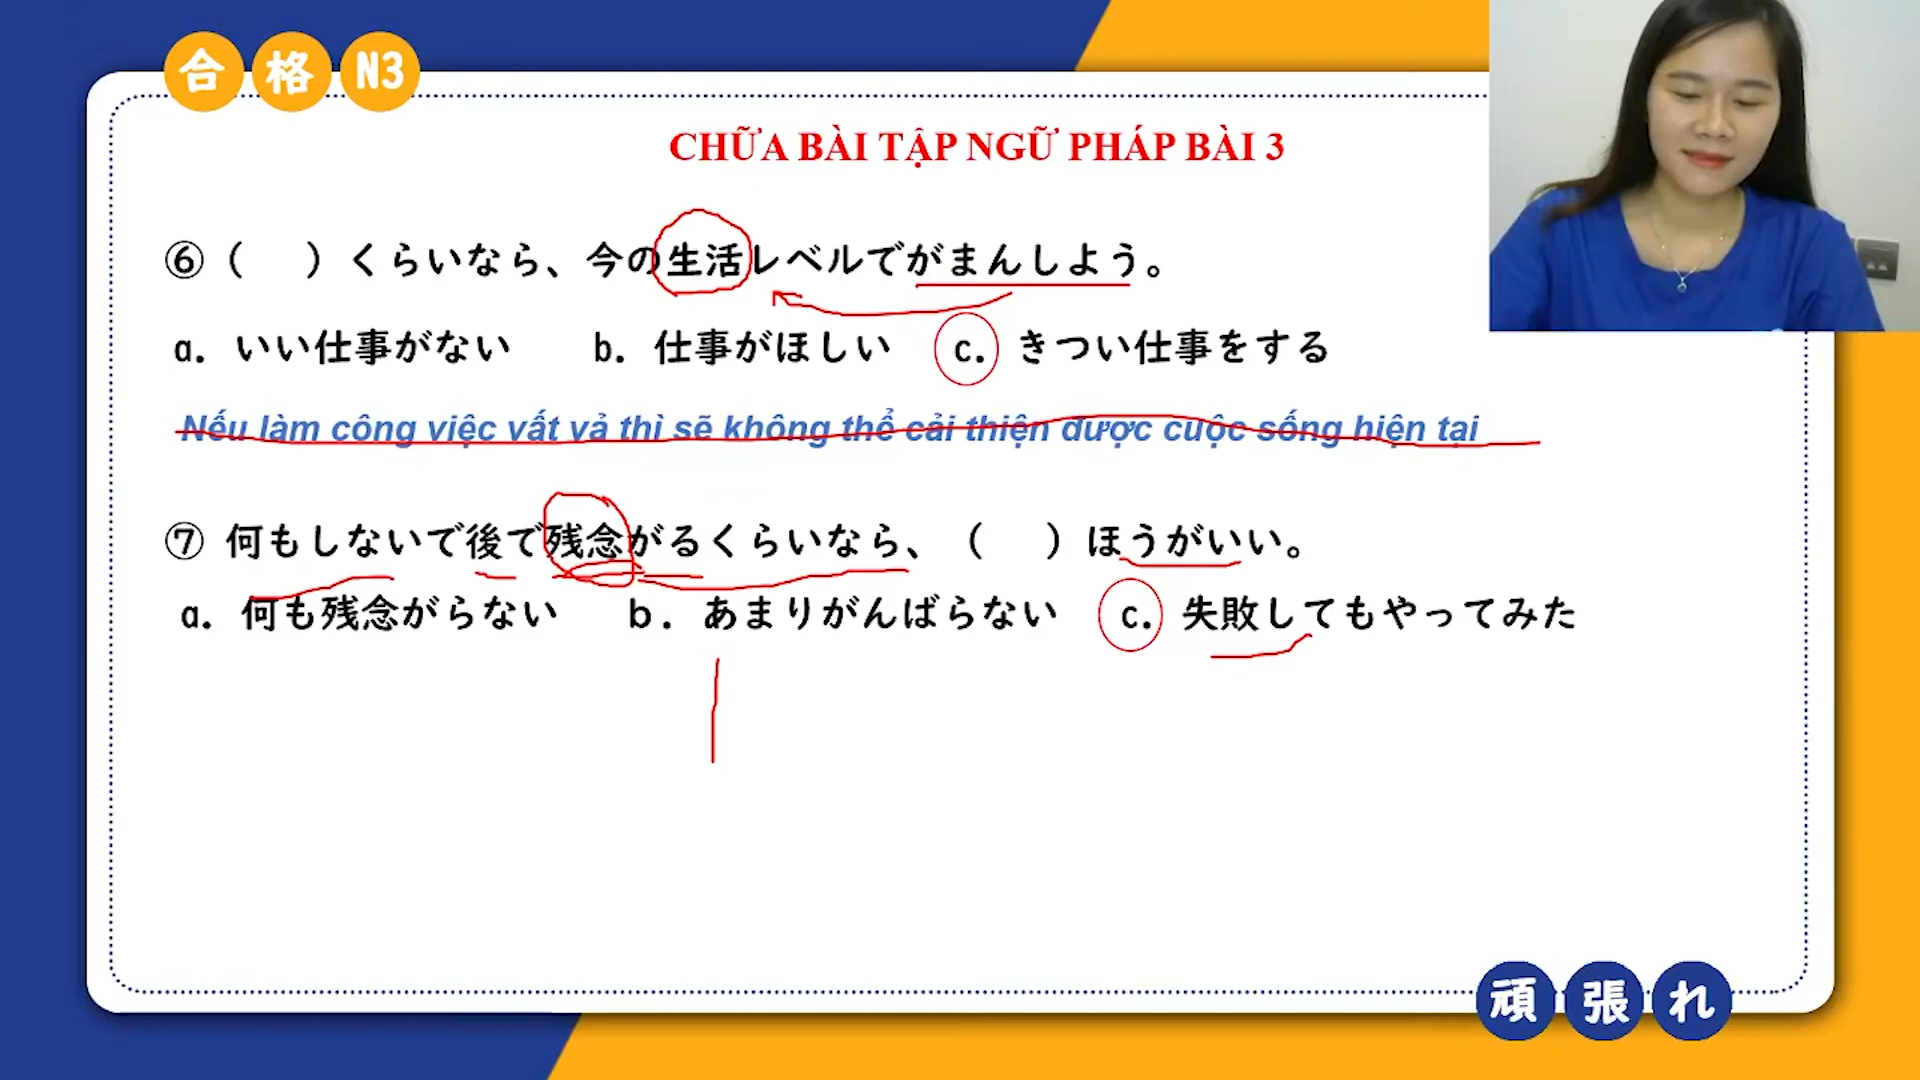 合格N3
CHỮA BÀI TẬP NGỮ PHÁP BÀI 3
⑥（　）くらいなら、今の生活レベルでがまんしよう。
a. いい仕事がない　b. 仕事がほしい　c. きつい仕事をする
Nếu làm công việc vất vả thì sẽ không thể cải thiện được cuộc sống hiện tại
⑦ 何もしないで後で残念がるくらいなら、（　）ほうがいい。
a. 何も残念がらない　b. あまりがんばらない　c. 失敗してもやってみた
頑張れ